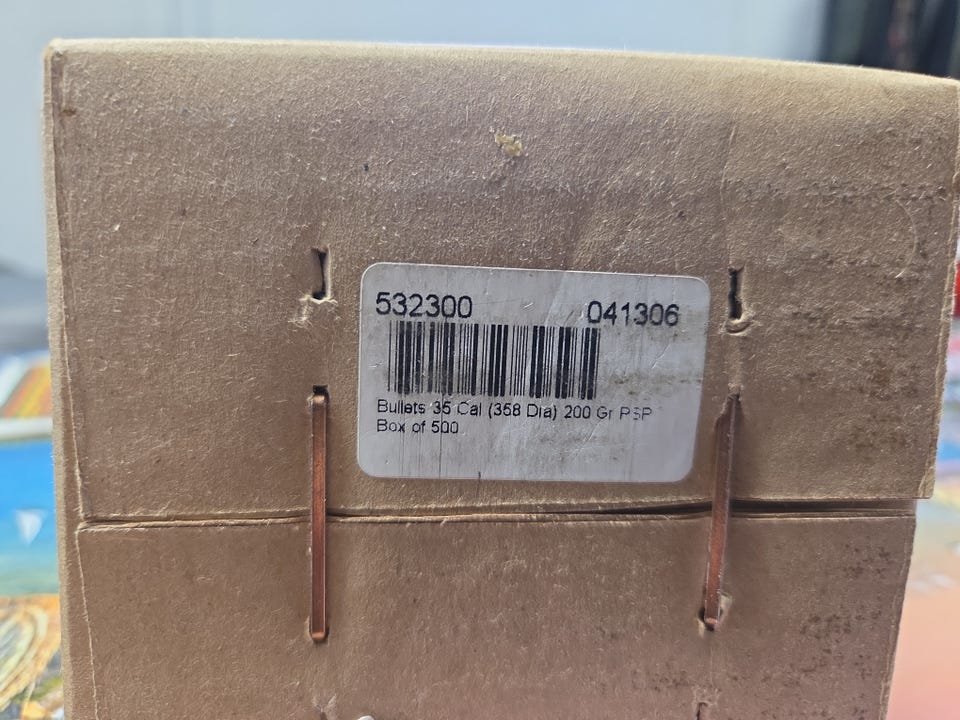 532300 041306
Bullets 35 Cal (358 Dia) 200 Gr PSP
Box of 500